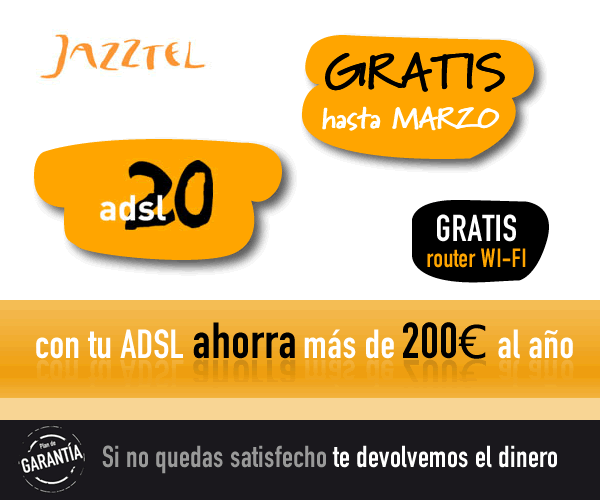 JAZZTEL
GRATIS
hasta MARZO
adsl 20
GRATIS
router WI-FI
con tu ADSL ahorra más de 200€ al año
Plan de
GARANTÍA
Si no quedas satisfecho te devolvemos el dinero